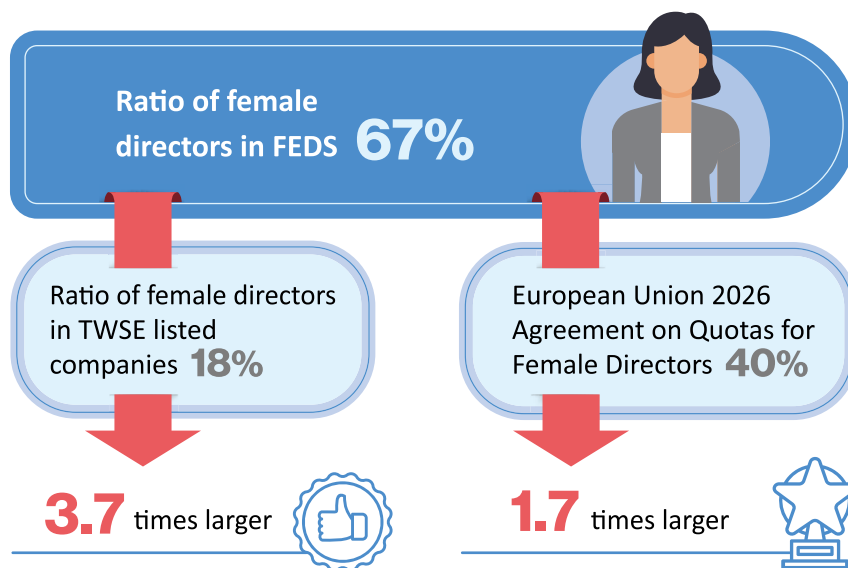 Ratio of female
directors in FEDS 67%
Ratio of female directors
in TWSE listed
companies 18%
European Union 2026
Agreement on Quotas for
Female Directors 40%
3.7 times larger
1.7 times larger